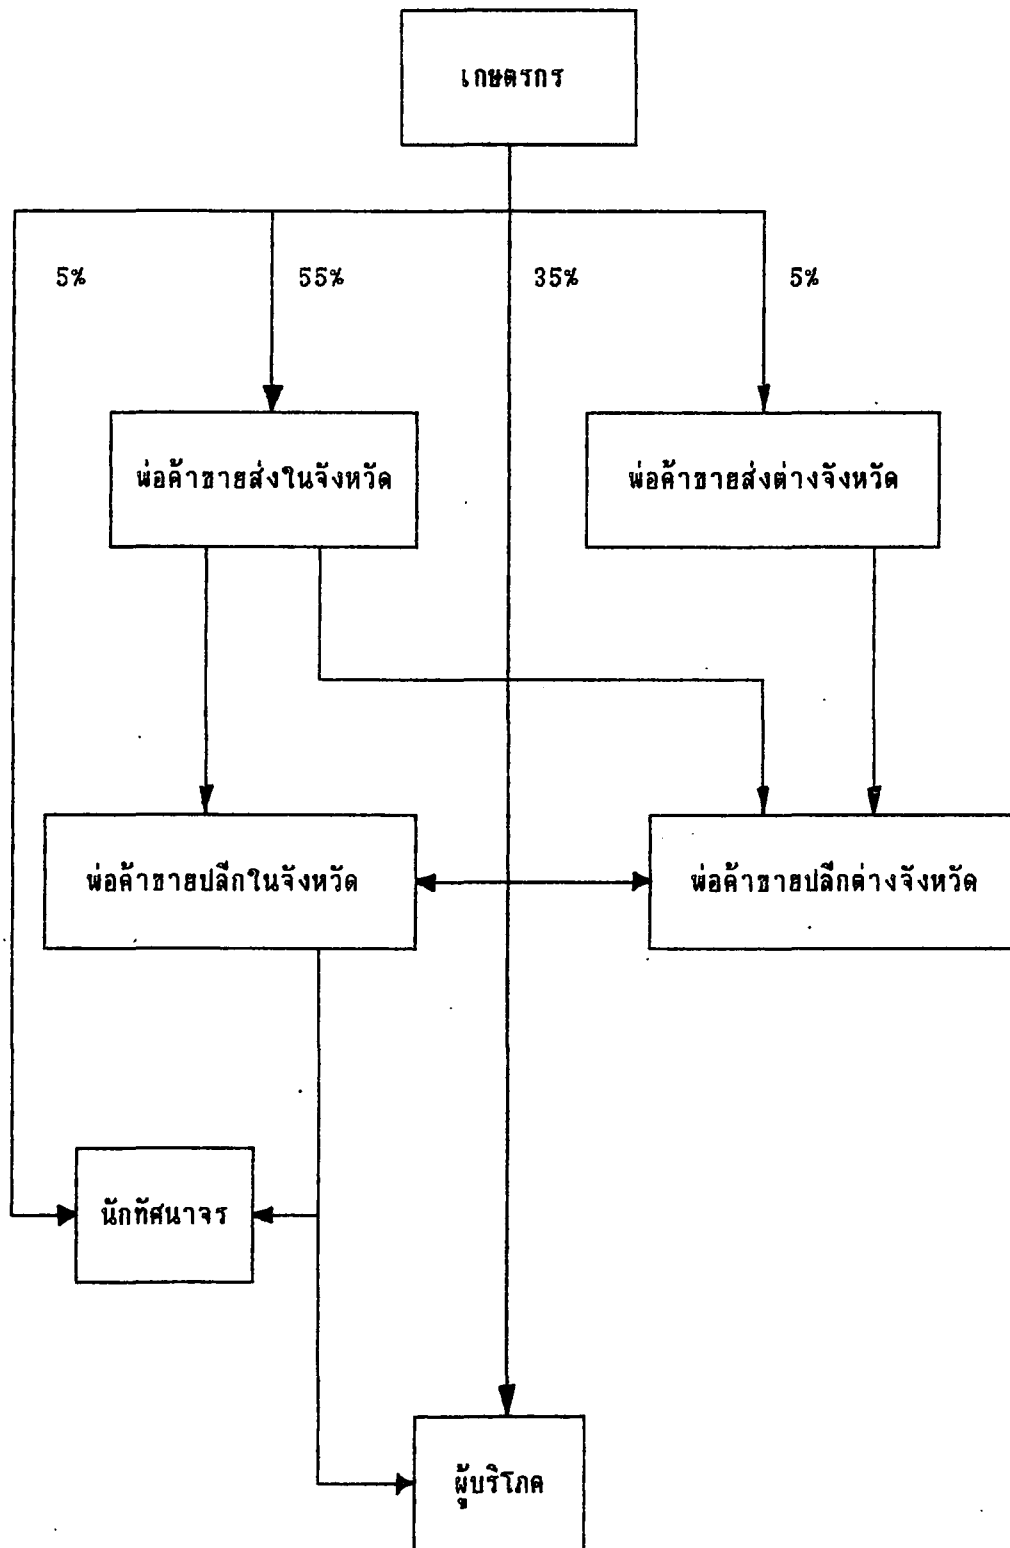 เกษตรกร
5% 55% 35% 5%
พ่อค้าขายส่งในจังหวัด พ่อค้าขายส่งต่างจังหวัด
พ่อค้าขายปลีกในจังหวัด พ่อค้าขายปลีกต่างจังหวัด
นักทัศนาจร
ผู้บริโภค